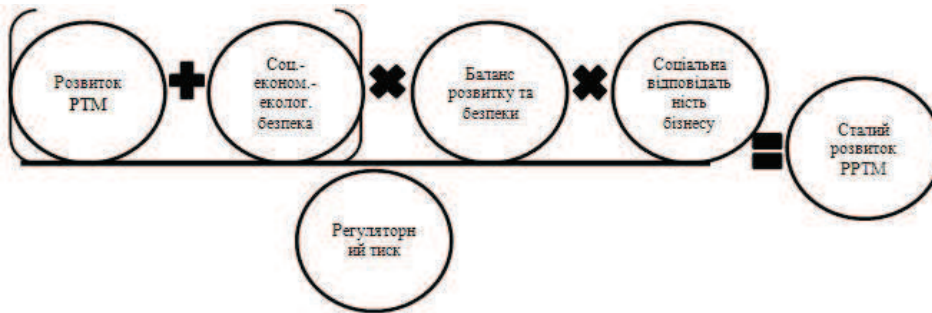 Розвиток
РТМ
Соц.-
економ.-
еколог.
безпека
Баланс
розвитку та
безпеки
Соціальна
відповідаль
ність
бізнесу
Сталий
розвиток
РРТМ
Регуляторн
ий тиск